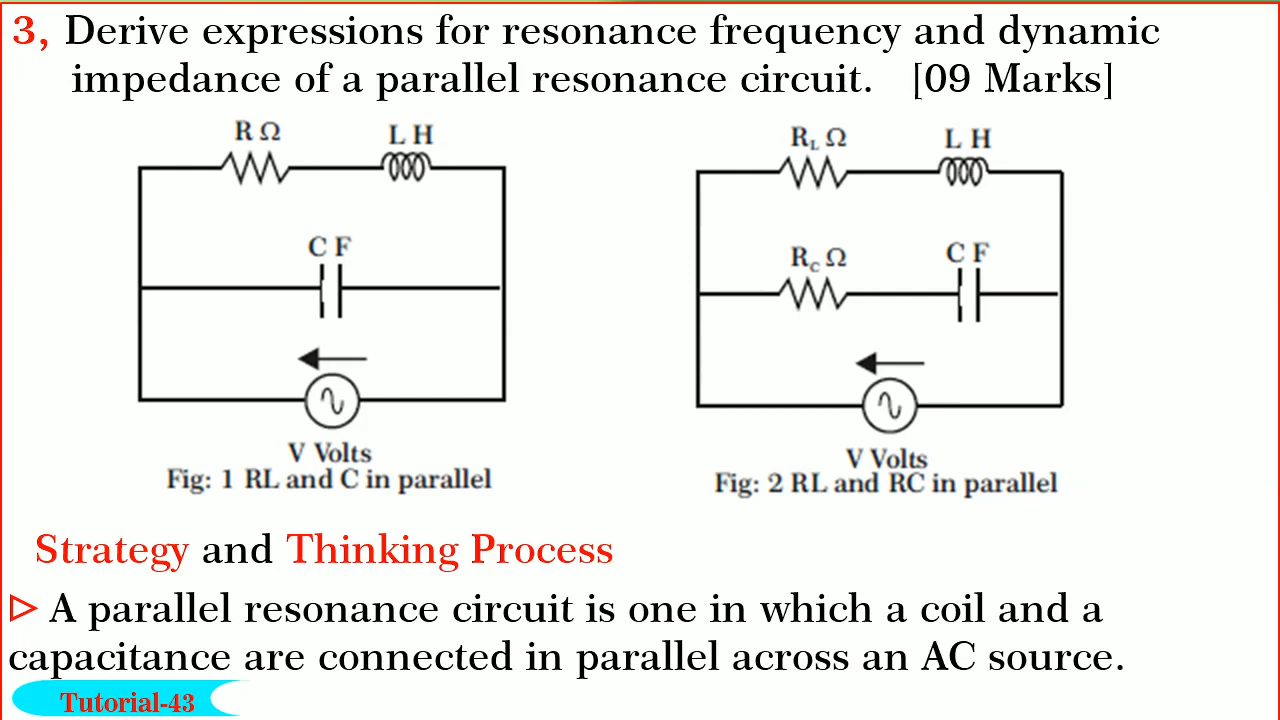 3, Derive expressions for resonance frequency and dynamic
impedance of a parallel resonance circuit. [09 Marks]
R Ω L H
C F
V Volts
Fig: 1 RL and C in parallel
R_L Ω L H
R_c Ω C F
V Volts
Fig: 2 RL and RC in parallel
Strategy and Thinking Process
▷ A parallel resonance circuit is one in which a coil and a
capacitance are connected in parallel across an AC source.
Tutorial-43